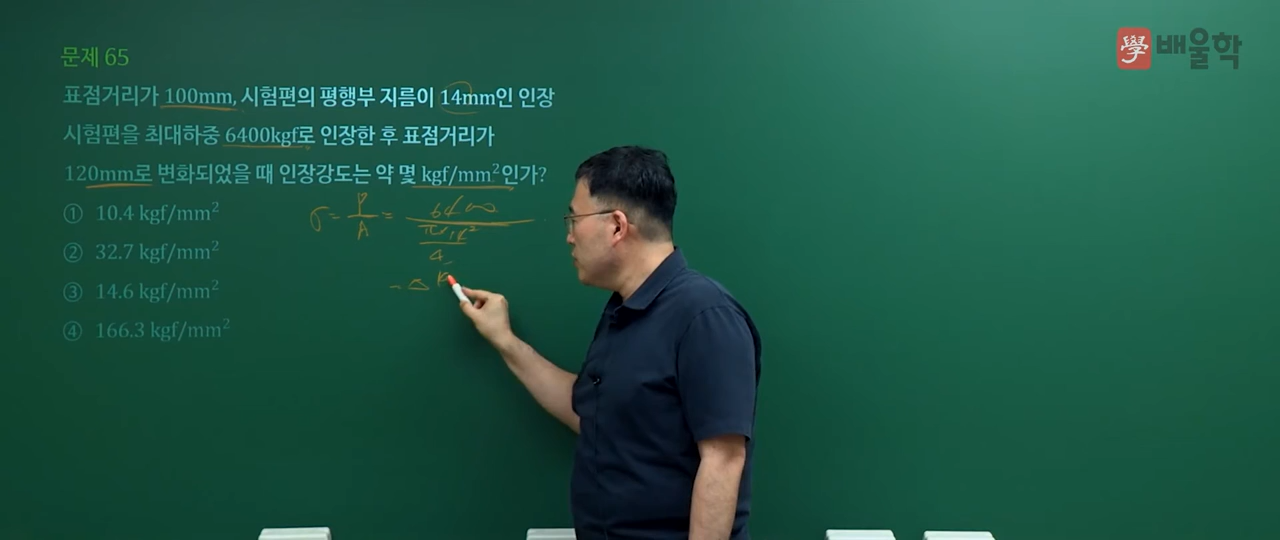 學 배울학
문제 65
표점거리가 100mm, 시험편의 평행부 지름이 14mm인 인장
시험편을 최대하중 6400kgf로 인장한 후 표점거리가
120mm로 변화되었을 때 인장강도는 약 몇 kgf/mm²인가?
① 10.4 kgf/mm²
② 32.7 kgf/mm²
③ 14.6 kgf/mm²
④ 166.3 kgf/mm²
σ = P/A = 6400/(π×14²/4)